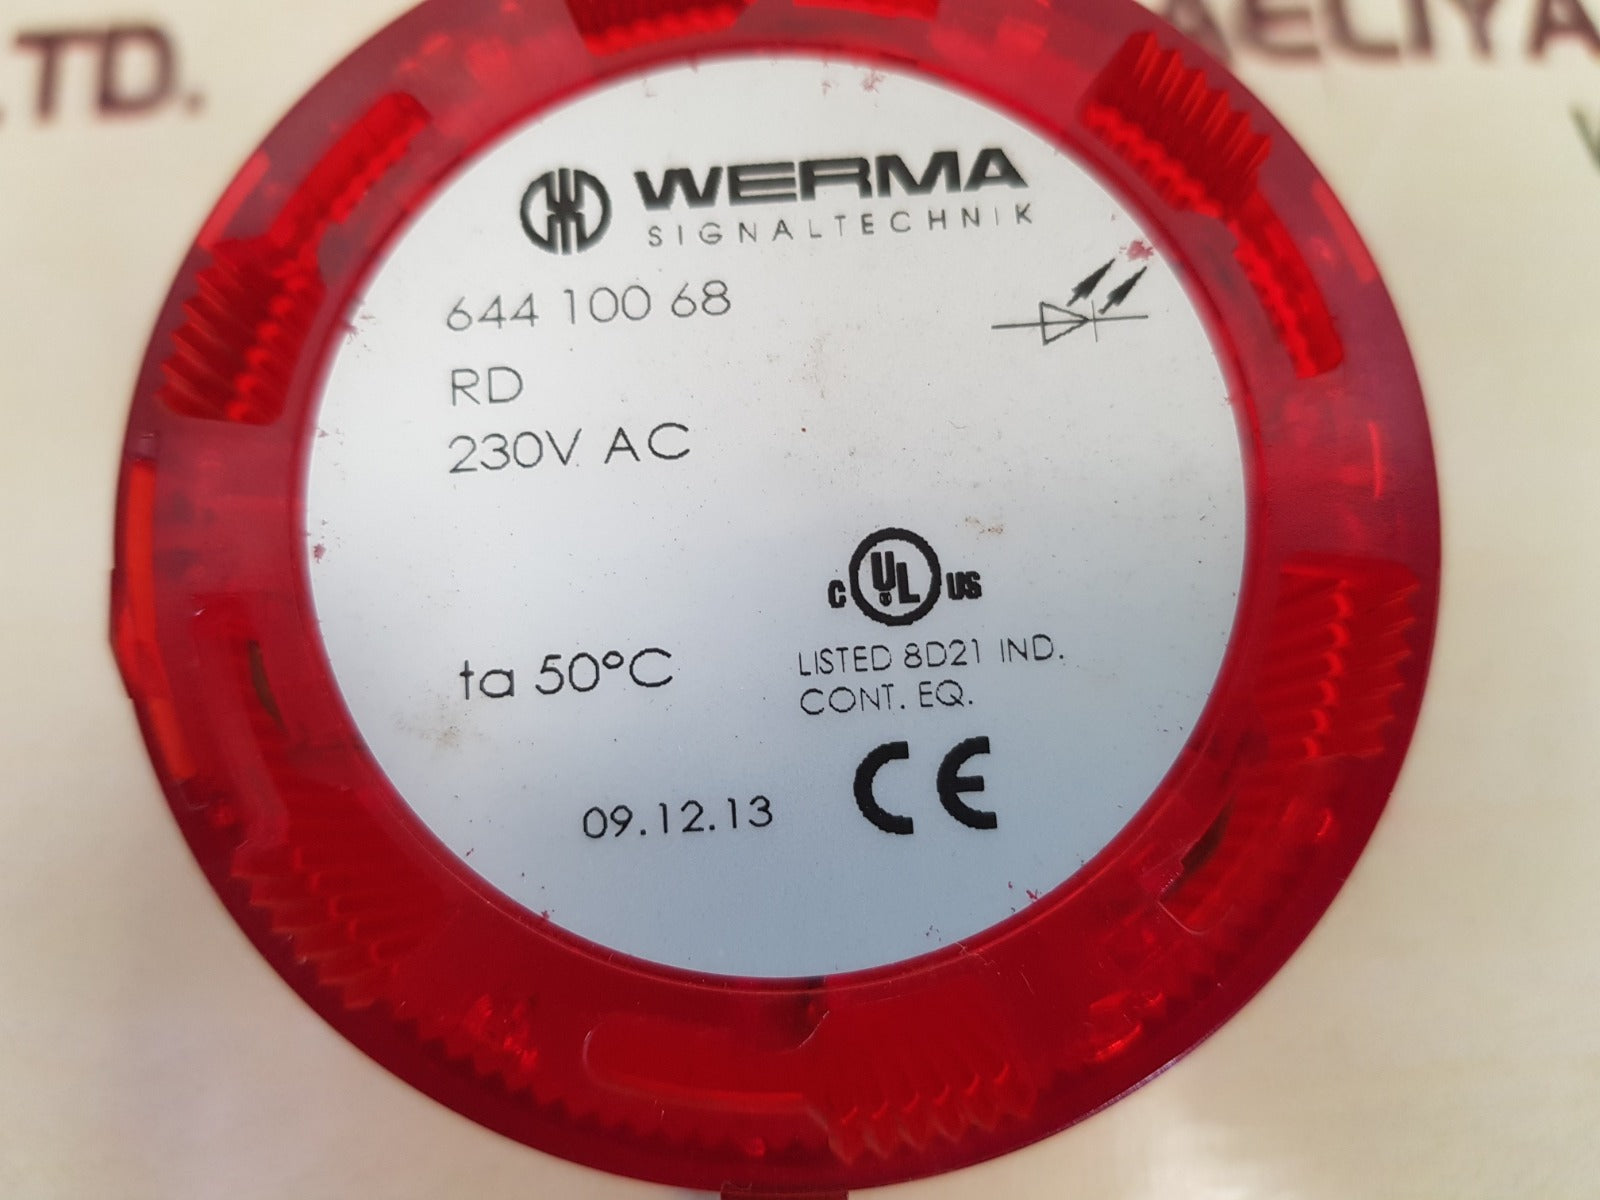 TD.
AELIYA
WERMA
SIGNALTECHNIK
644 100 68
RD
230V AC
C UL US
LISTED 8D21 IND.
CONT. EQ.
ta 50°C
09.12.13
CE